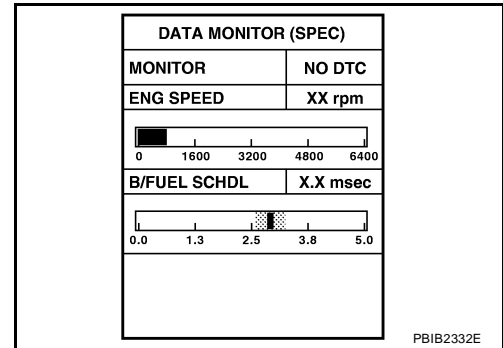 DATA MONITOR (SPEC)
MONITOR NO DTC
ENG SPEED XX rpm
0 1600 3200 4800 6400
B/FUEL SCHDL X.X msec
0.0 1.3 2.5 3.8 5.0
PBIB2332E